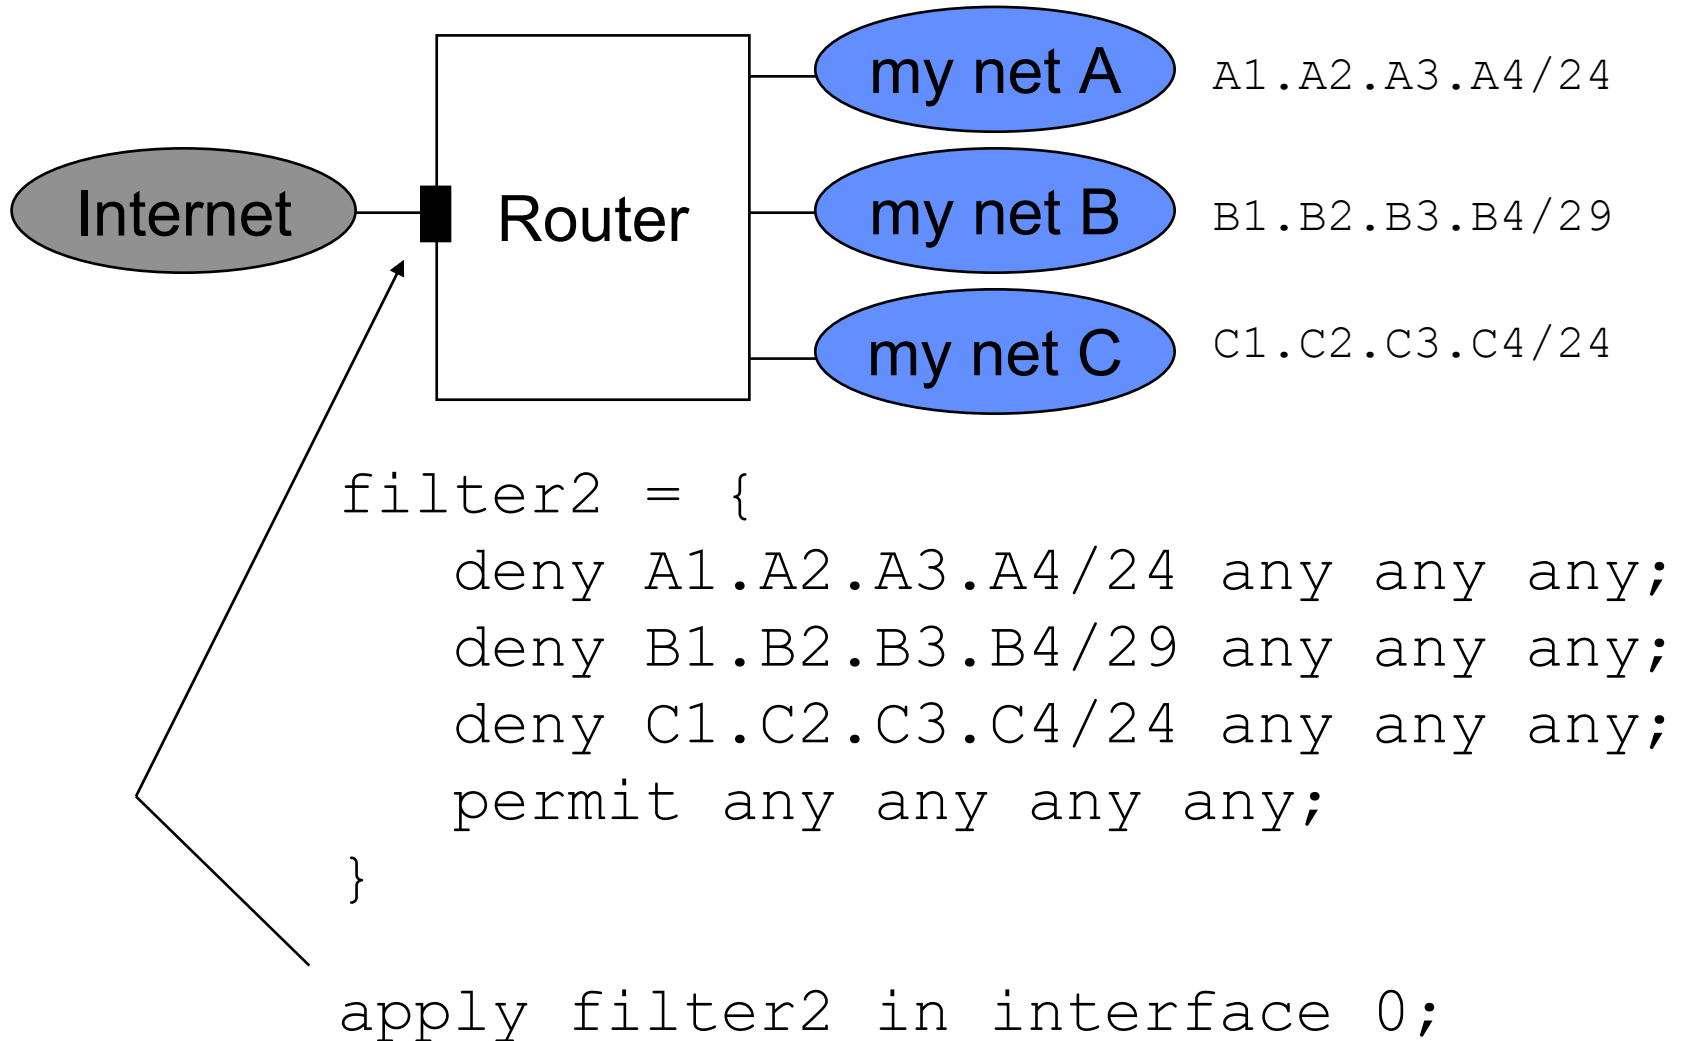 my net A
A1.A2.A3.A4/24
Internet
Router
my net B
B1.B2.B3.B4/29
my net C
C1.C2.C3.C4/24
filter2 = {
deny A1.A2.A3.A4/24 any any any;
deny B1.B2.B3.B4/29 any any any;
deny C1.C2.C3.C4/24 any any any;
permit any any any any;
}
apply filter2 in interface 0;